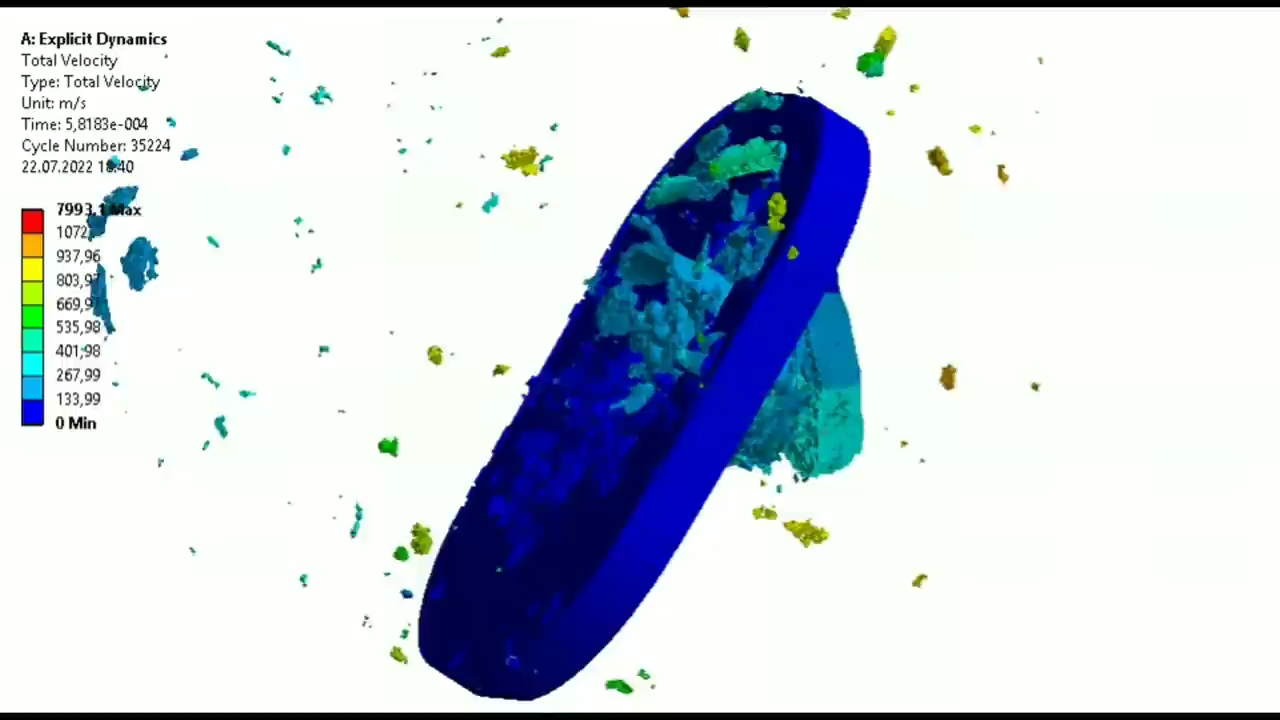 A: Explicit Dynamics
Total Velocity
Type: Total Velocity
Unit: m/s
Time: 5,8183e-004
Cycle Number: 35224
22.07.2022 18:40
7993,1 Max
1072,
937,96
803,97
669,97
535,98
401,98
267,99
133,99
0 Min